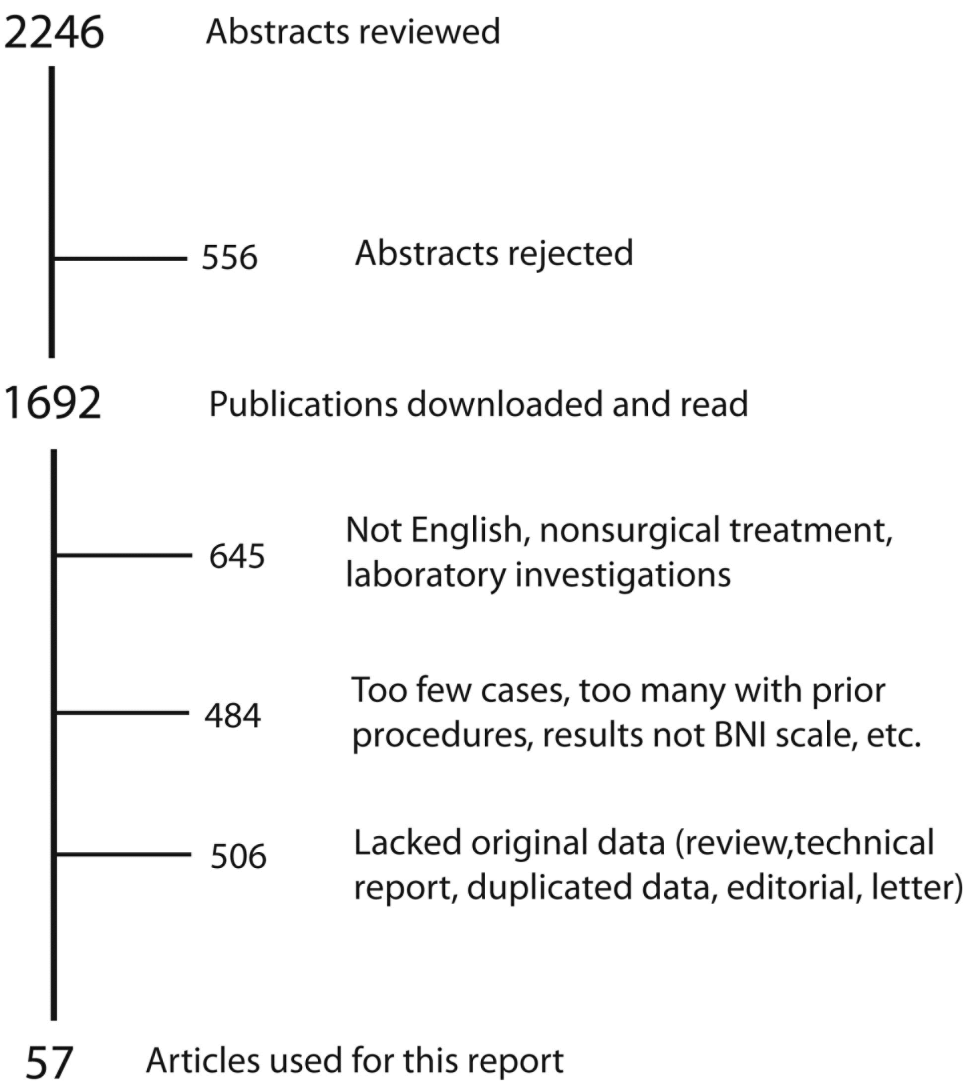 2246 Abstracts reviewed
556 Abstracts rejected
1692 Publications downloaded and read
645 Not English, nonsurgical treatment,
laboratory investigations
484 Too few cases, too many with prior
procedures, results not BNI scale, etc.
506 Lacked original data (review,technical
report, duplicated data, editorial, letter)
57 Articles used for this report